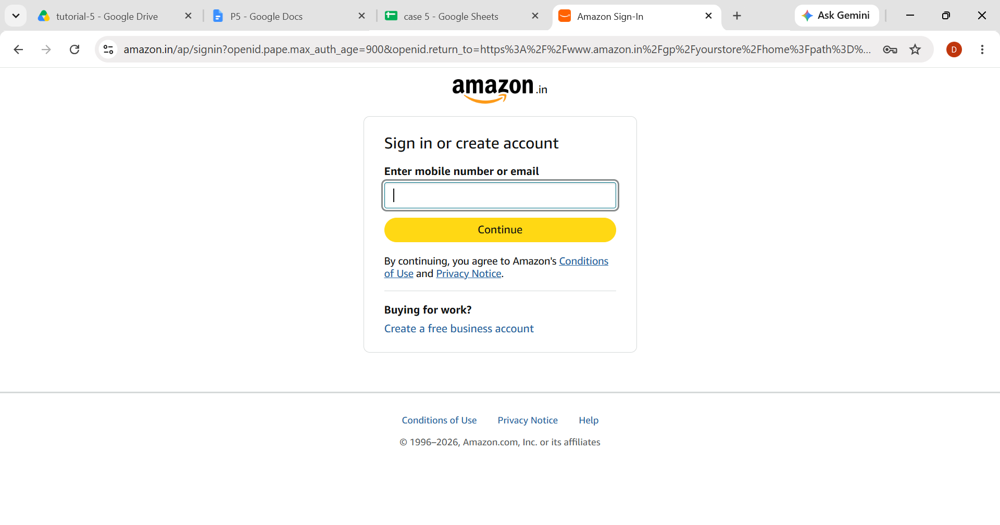 tutorial-5 - Google Drive
P5 - Google Docs
case 5 - Google Sheets
Amazon Sign-In
Ask Gemini
amazon.in/ap/signin?openid.pape.max_auth_age=900&openid.return_to=https%3A%2F%2Fwww.amazon.in%2Fgp%2Fyourstore%2Fhome%3Fpath%3D%...
D
amazon.in
Sign in or create account
Enter mobile number or email
Continue
By continuing, you agree to Amazon's Conditions
of Use and Privacy Notice.
Buying for work?
Create a free business account
Conditions of Use
Privacy Notice
Help
© 1996–2026, Amazon.com, Inc. or its affiliates